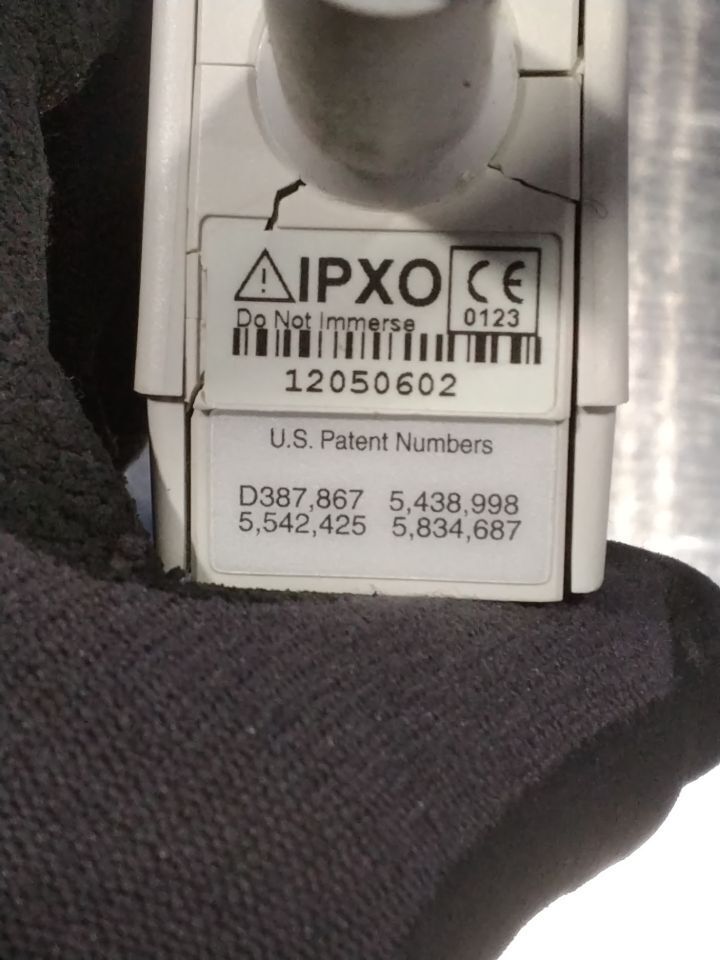 IPXO
CE
0123
Do Not Immerse
12050602
U.S. Patent Numbers
D387,867 5,438,998
5,542,425 5,834,687